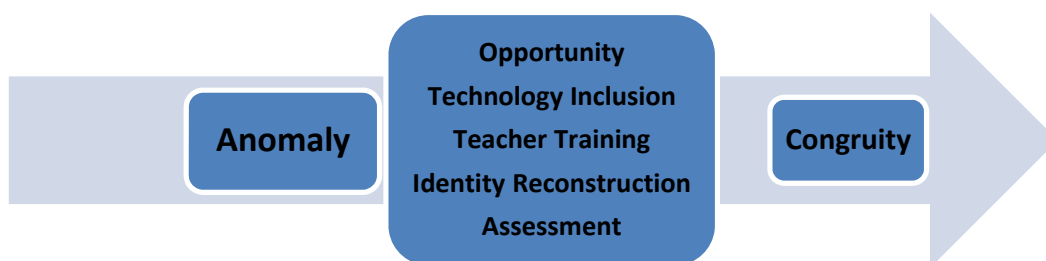 Anomaly
Opportunity
Technology Inclusion
Teacher Training
Identity Reconstruction
Assessment
Congruity